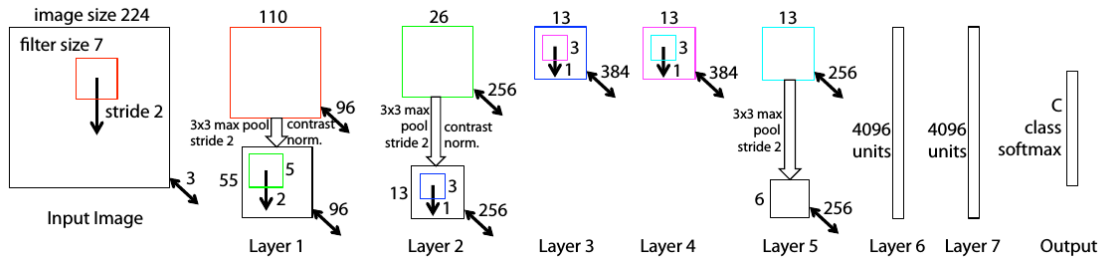 image size 224
filter size 7
stride 2
3
Input Image
110
96
3x3 max pool
stride 2
contrast
norm.
55
5
2
96
Layer 1
26
256
3x3 max
pool
stride 2
contrast
norm.
13
3
1
256
Layer 2
13
3
1
384
Layer 3
13
3
1
384
Layer 4
13
256
3x3 max
pool
stride 2
6
256
Layer 5
4096
units
Layer 6
4096
units
Layer 7
C
class
softmax
Output